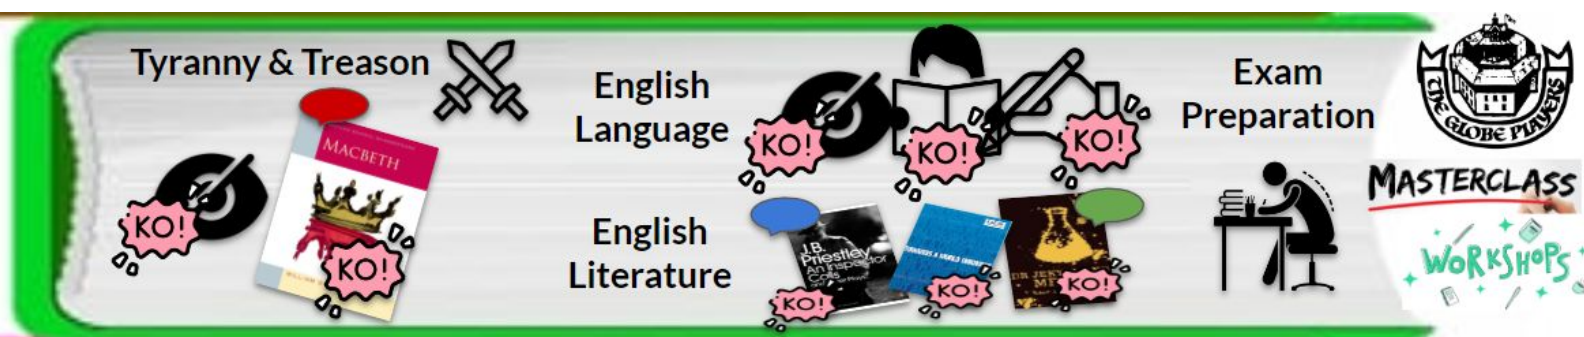 Tyranny & Treason
MACBETH
KO!
KO!
English
Language
KO!
KO!
KO!
English
Literature
J.B.
Priestley
An Inspector
Calls
KO!
KO!
DR JEKY
KO!
Exam
Preparation
THE GLOBE PLAYERS
MASTERCLASS
WORKSHOPS